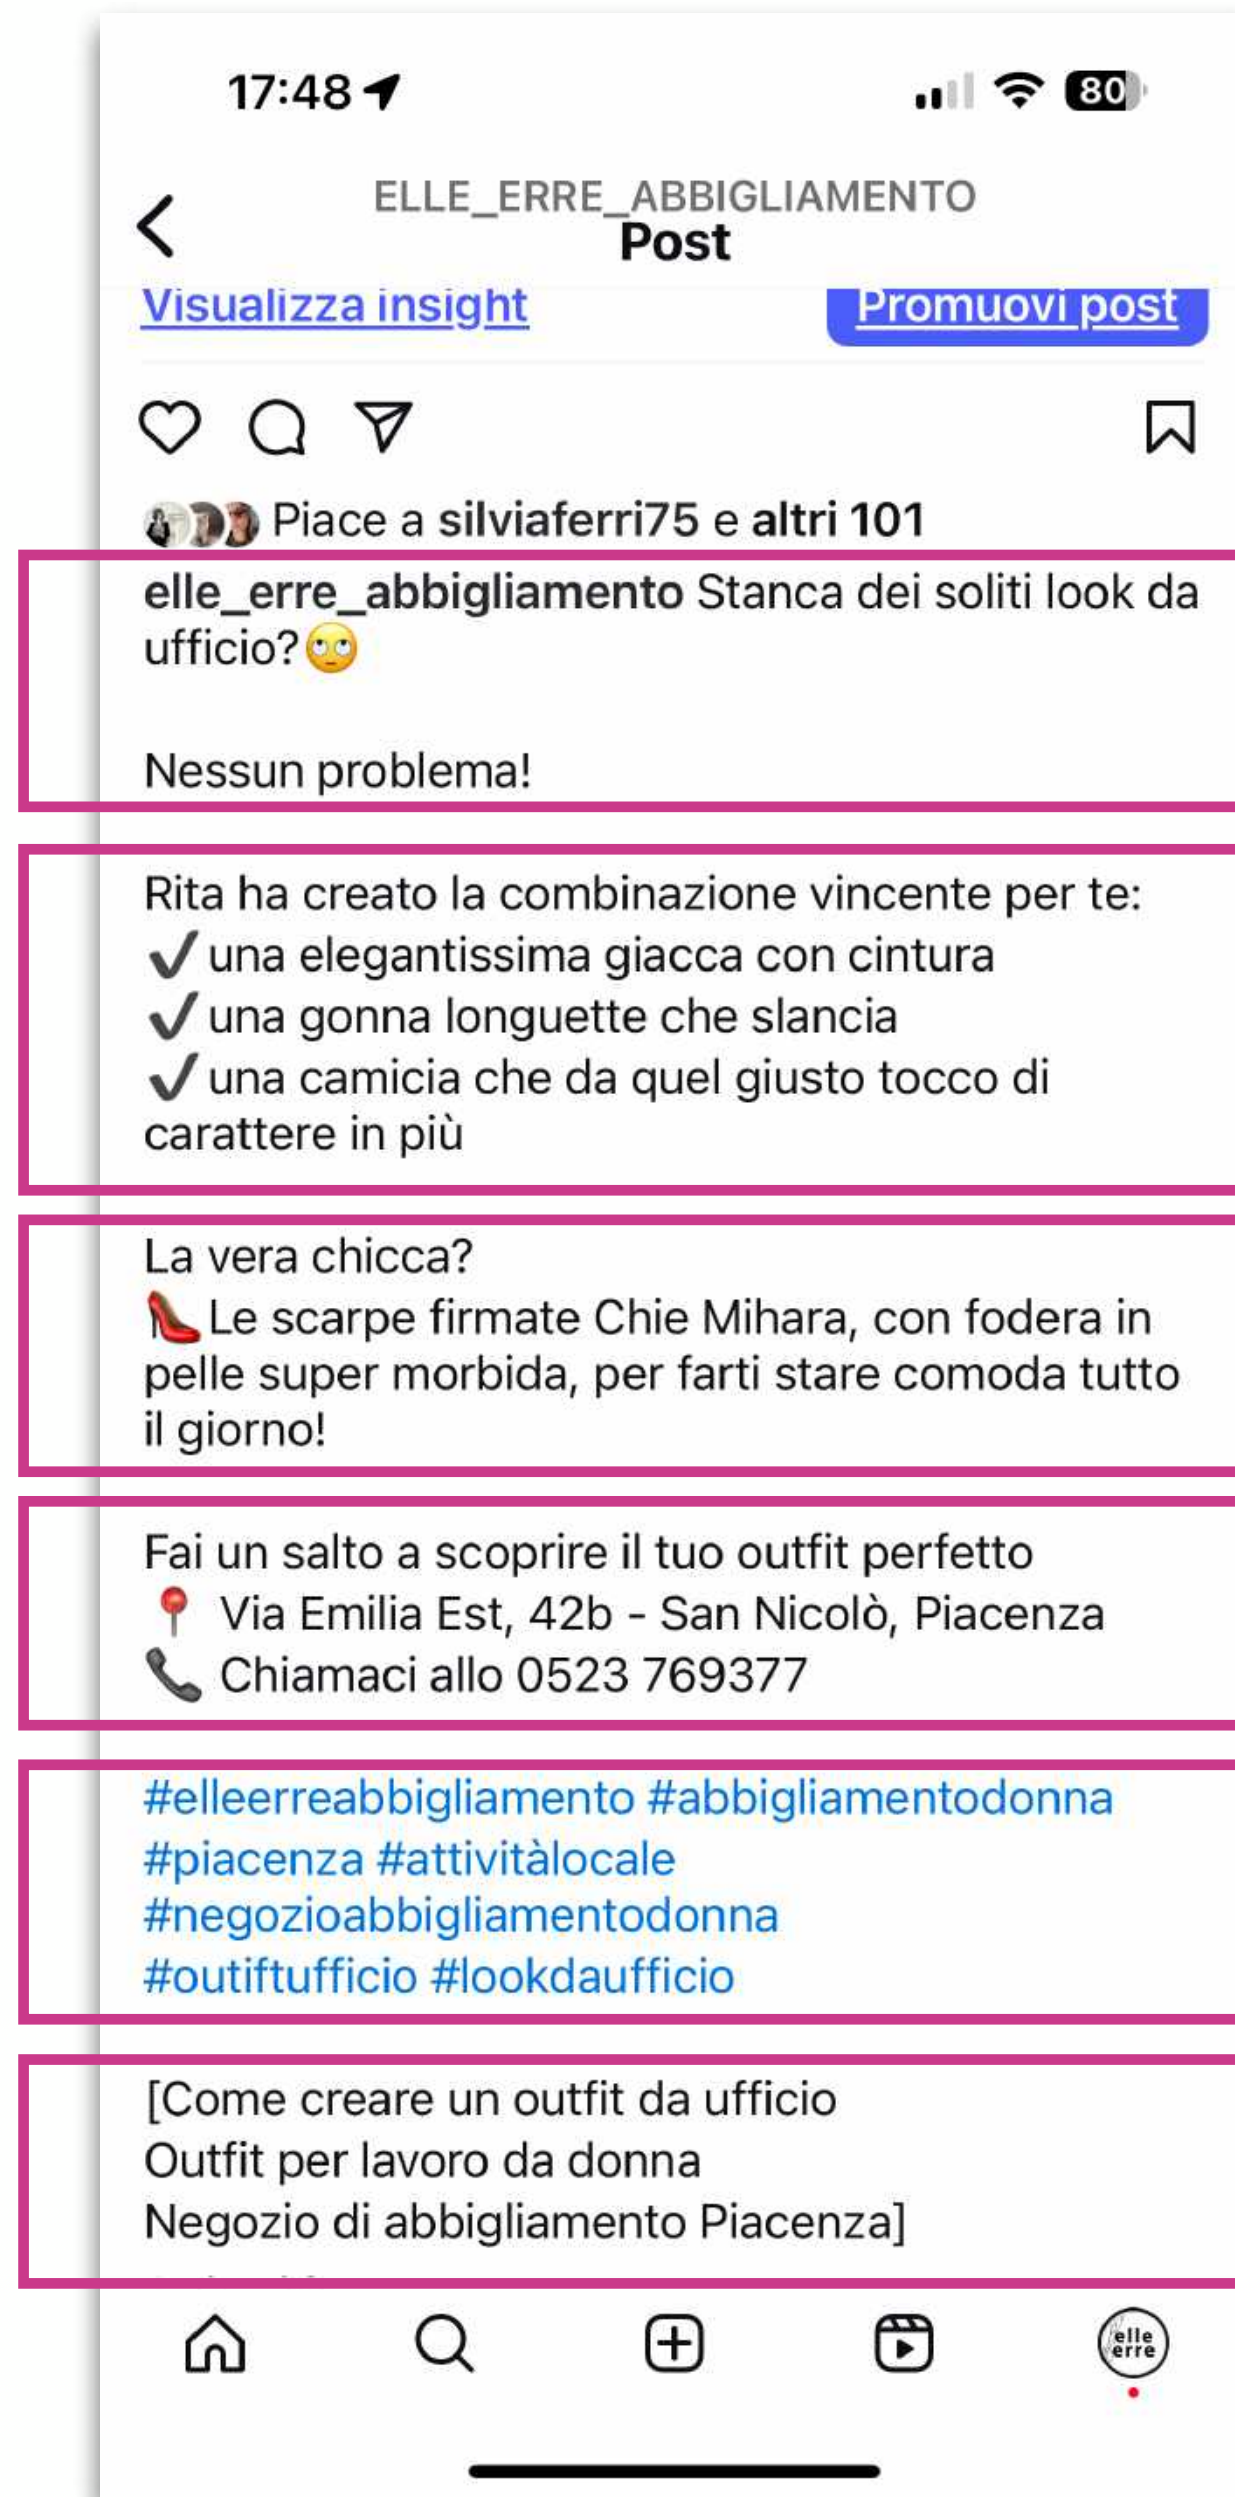 17:48
80
ELLE_ERRE_ABBIGLIAMENTO
Post
Visualizza insight
Promuovi post
Piace a silviaferri75 e altri 101
elle_erre_abbigliamento Stanca dei soliti look da
ufficio?🙄
Nessun problema!
Rita ha creato la combinazione vincente per te:
✔️una elegantissima giacca con cintura
✔️una gonna longuette che slancia
✔️una camicia che da quel giusto tocco di
carattere in più
La vera chicca?
👠Le scarpe firmate Chie Mihara, con fodera in
pelle super morbida, per farti stare comoda tutto
il giorno!
Fai un salto a scoprire il tuo outfit perfetto
📍 Via Emilia Est, 42b - San Nicolò, Piacenza
📞 Chiamaci allo 0523 769377
#elleerreabbigliamento #abbigliamentodonna
#piacenza #attivitàlocale
#negozioabbigliamentodonna
#outiftufficio #lookdaufficio
[Come creare un outfit da ufficio
Outfit per lavoro da donna
Negozio di abbigliamento Piacenza]
elle
erre